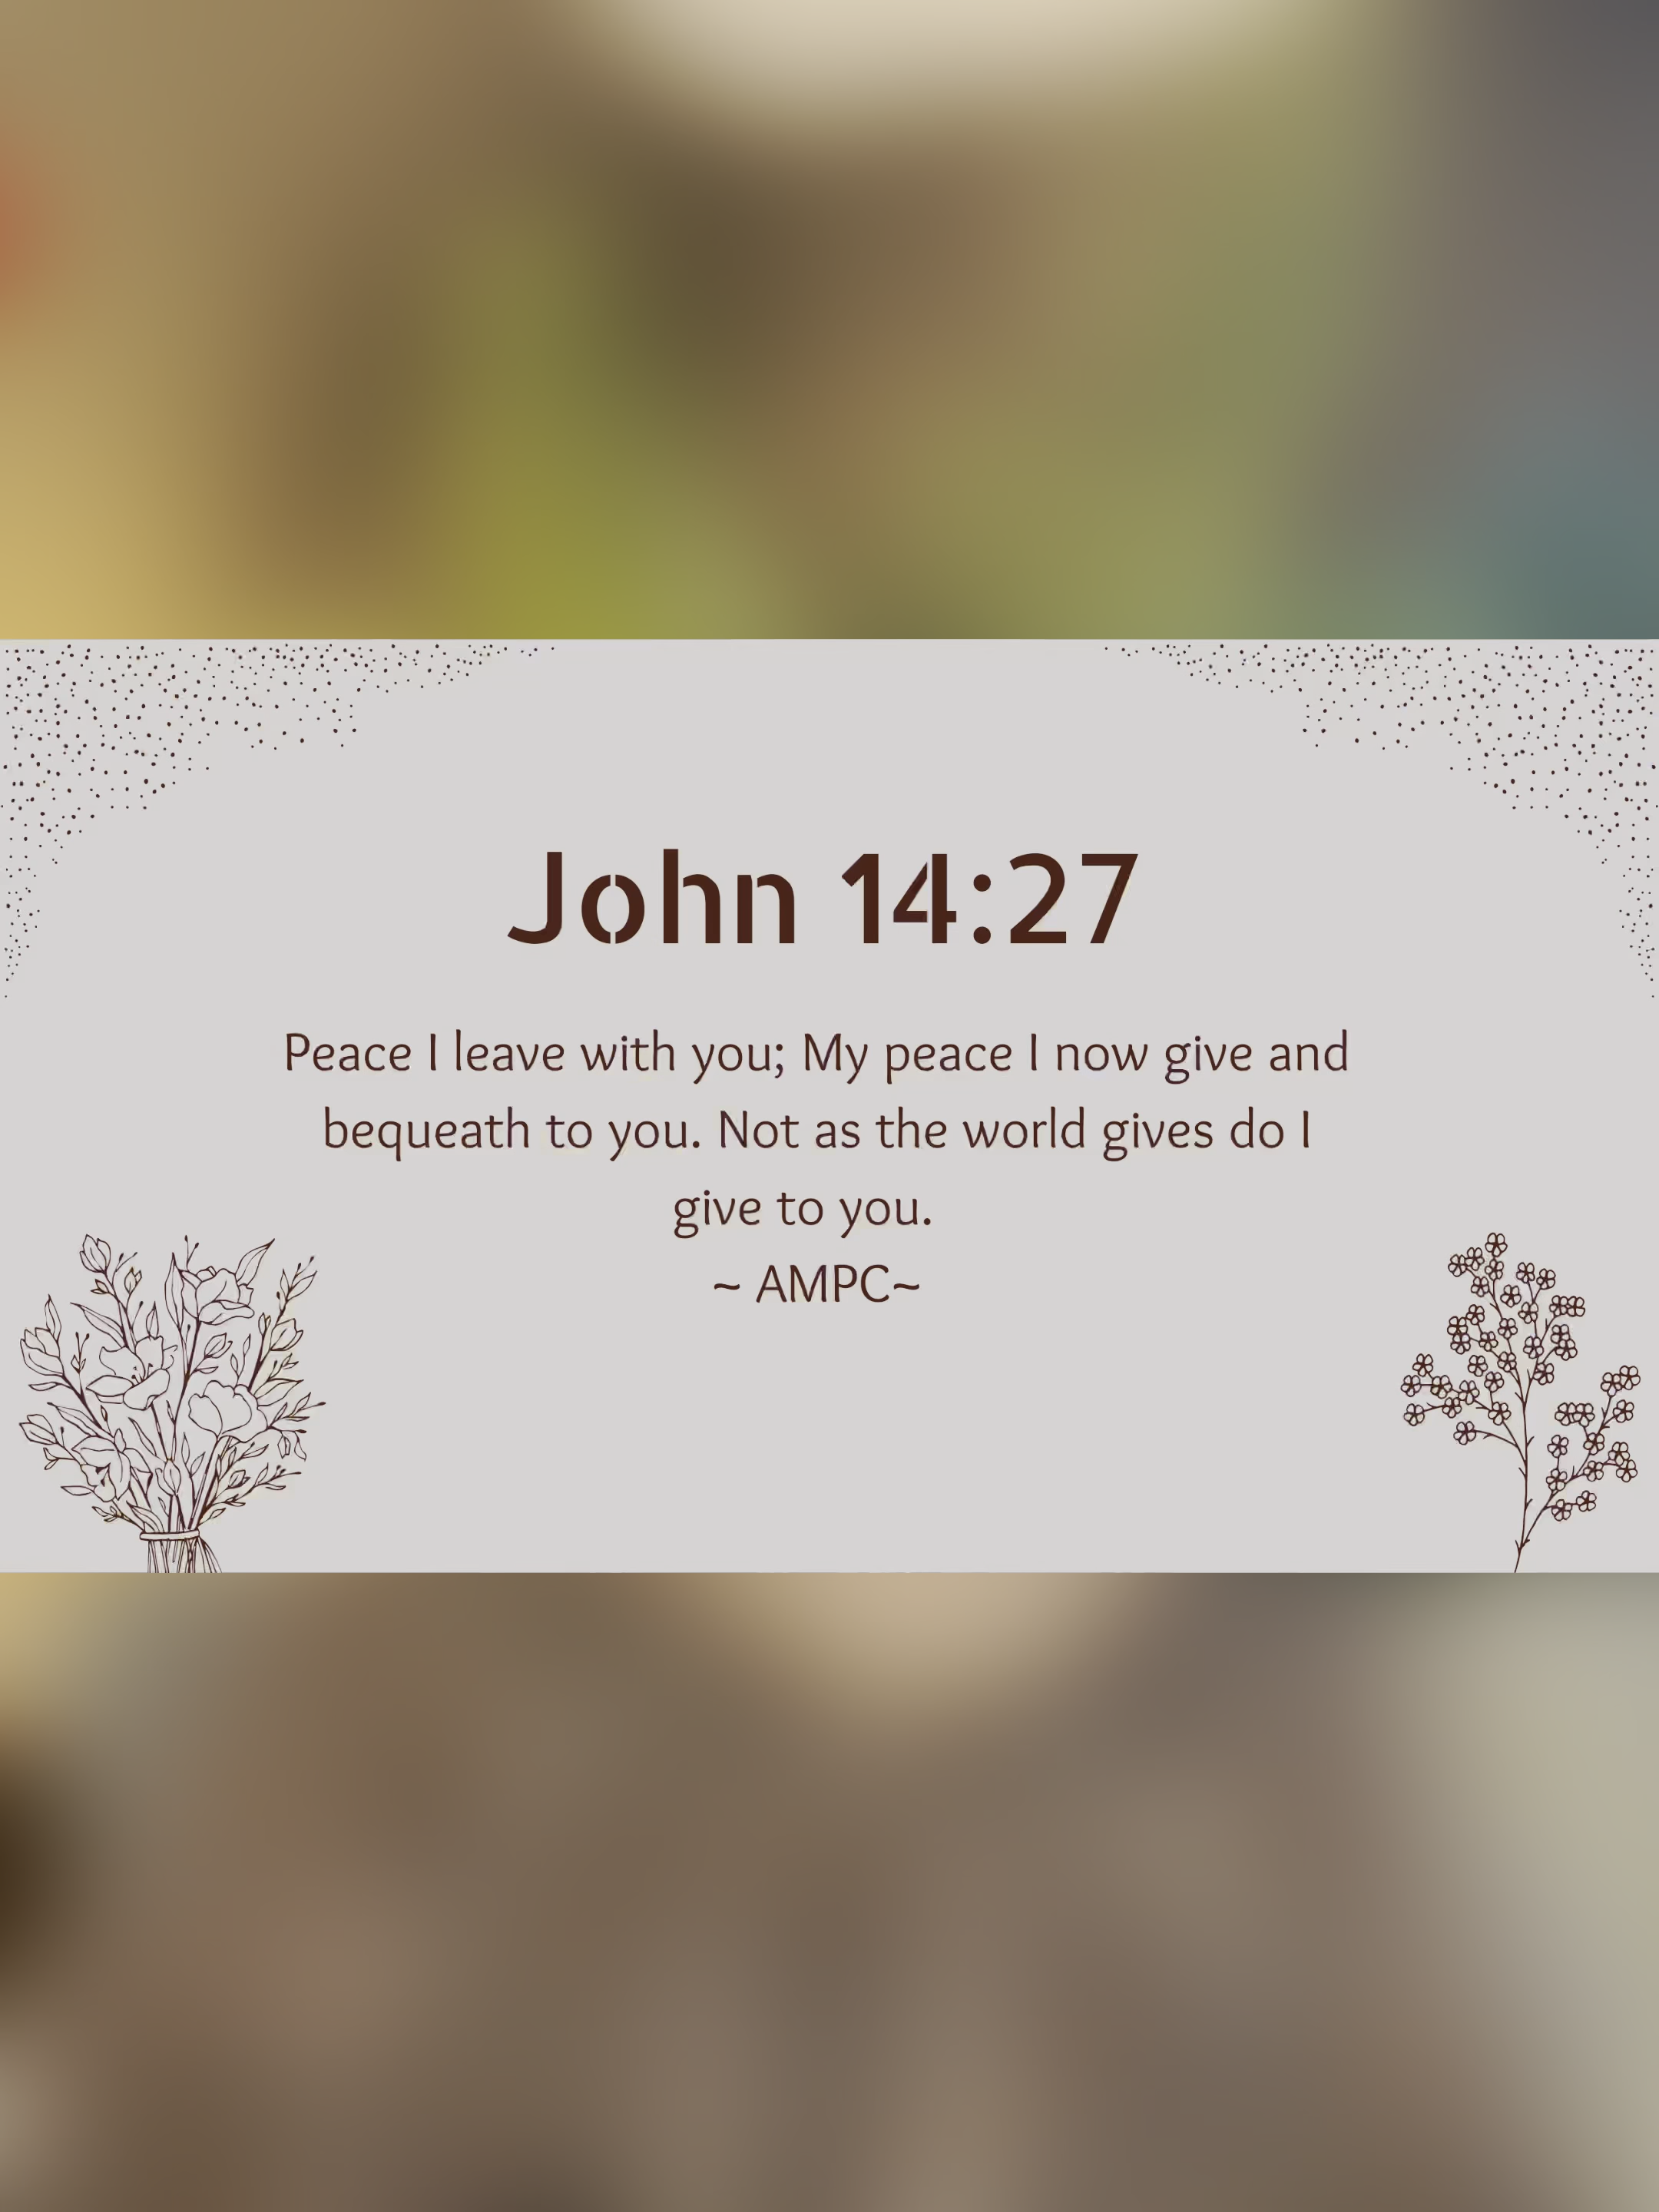 John 14:27
Peace I leave with you; My peace I now give and
bequeath to you. Not as the world gives do I
give to you.
~ AMPC~